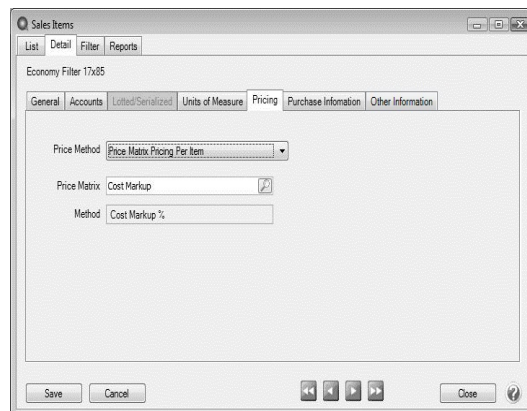 Sales Items
List Detail Filter Reports
Economy Filter 17x85
General Accounts Lotted/Serialized Units of Measure Pricing Purchase Infomation Other Information
Price Method Price Matrix Pricing Per Item
Price Matrix Cost Markup
Method Cost Markup %
Save Cancel Close ?